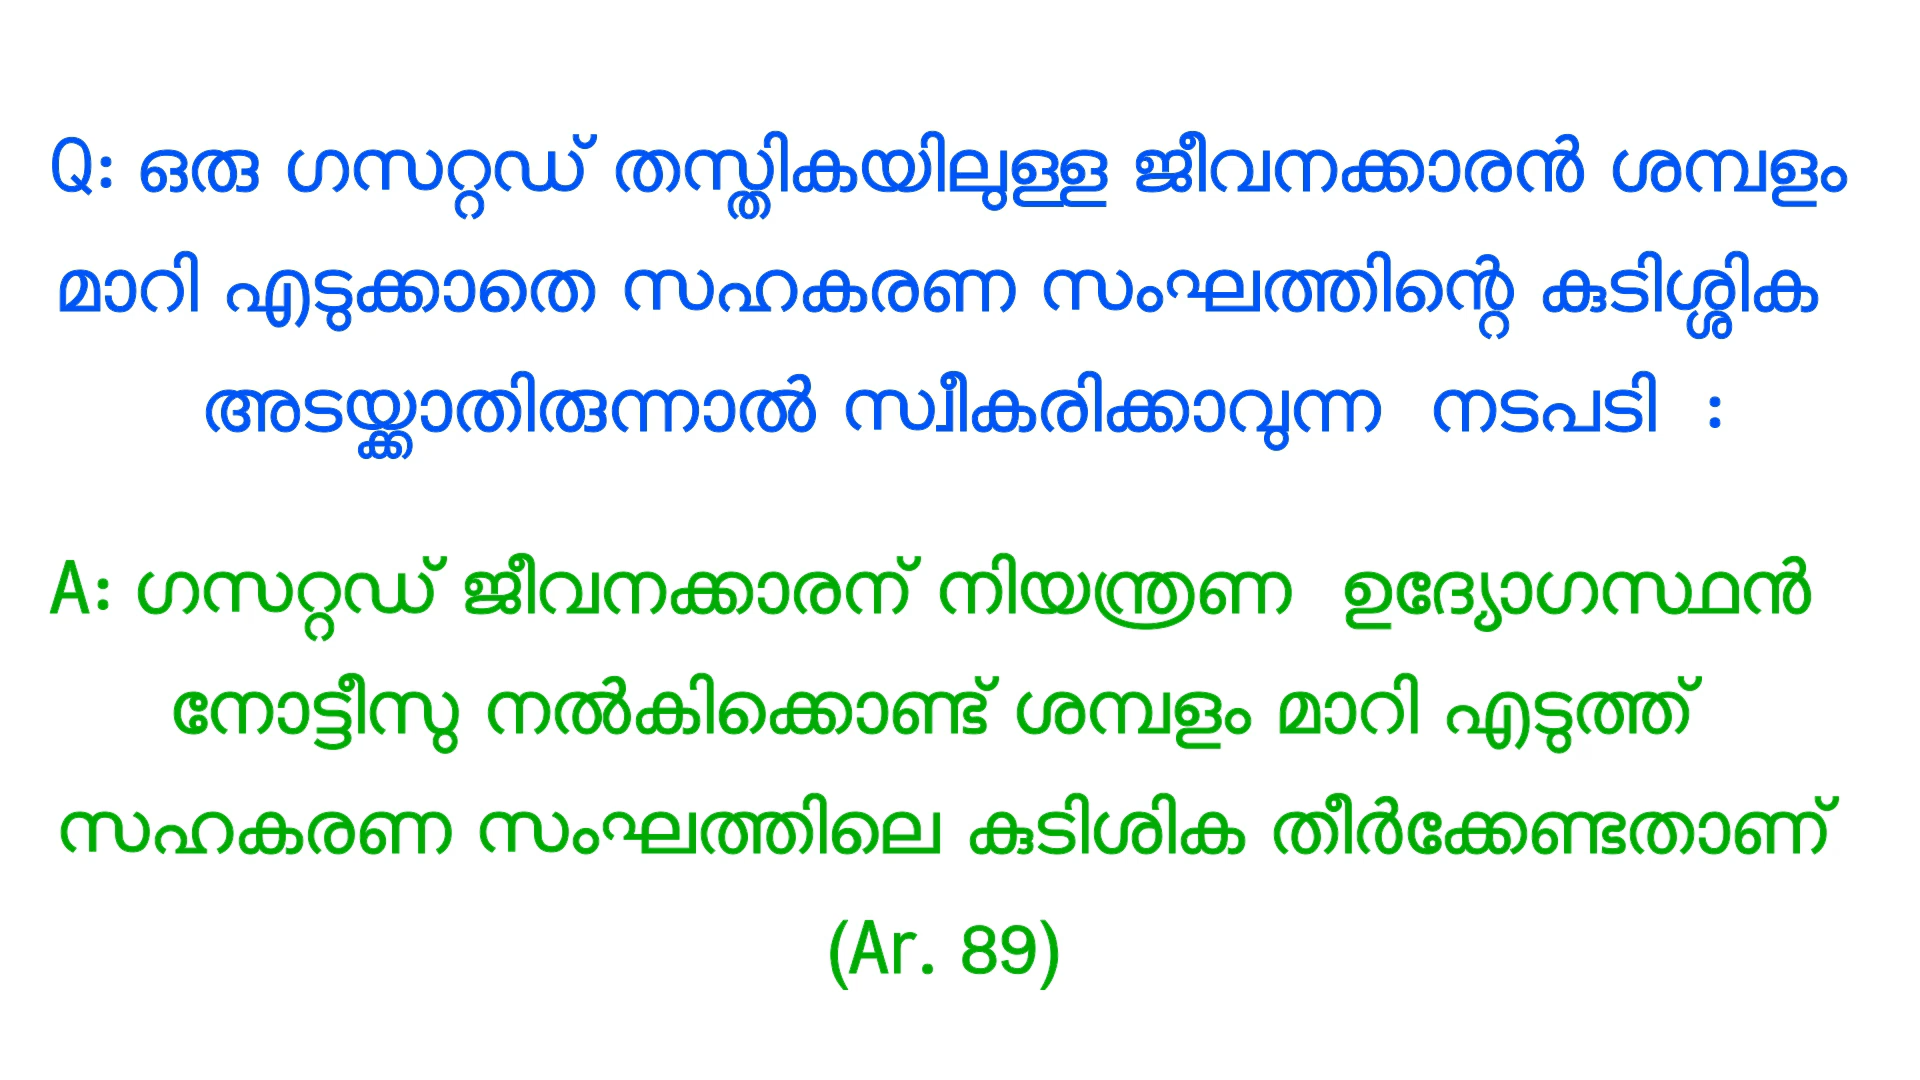 Q: ഒരു ഗസറ്റഡ് തസ്തികയിലുള്ള ജീവനക്കാരൻ ശമ്പളം
മാറി എടുക്കാതെ സഹകരണ സംഘത്തിന്റെ കുടിശ്ശിക
അടയ്ക്കാതിരുന്നാൽ സ്വീകരിക്കാവുന്ന നടപടി :
A: ഗസറ്റഡ് ജീവനക്കാരന് നിയന്ത്രണ ഉദ്യോഗസ്ഥൻ
നോട്ടീസു നൽകിക്കൊണ്ട് ശമ്പളം മാറി എടുത്ത്
സഹകരണ സംഘത്തിലെ കുടിശിക തീർക്കേണ്ടതാണ്
(Ar. 89)